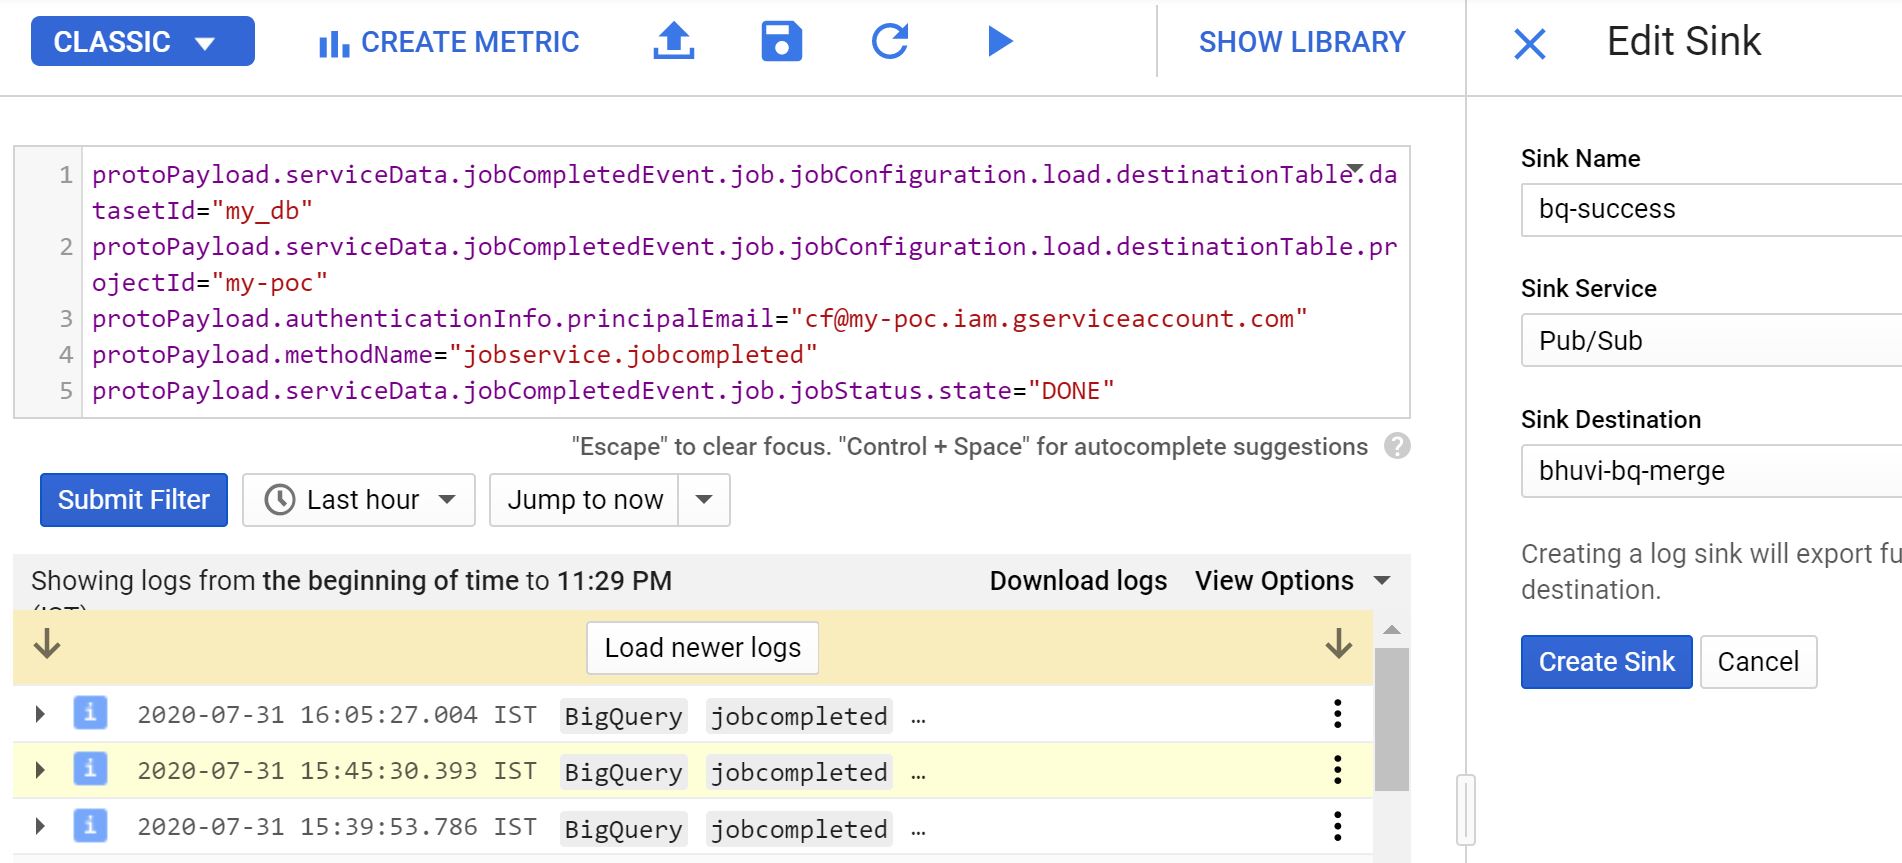 CLASSIC
CREATE METRIC
SHOW LIBRARY
Edit Sink
1 protoPayload.serviceData.jobCompletedEvent.job.jobConfiguration.load.destinationTable.da
tasetId="my_db"
2 protoPayload.serviceData.jobCompletedEvent.job.jobConfiguration.load.destinationTable.pr
ojectId="my-poc"
3 protoPayload.authenticationInfo.principalEmail="cf@my-poc.iam.gserviceaccount.com"
4 protoPayload.methodName="jobservice.jobcompleted"
5 protoPayload.serviceData.jobCompletedEvent.job.jobStatus.state="DONE"
"Escape" to clear focus. "Control + Space" for autocomplete suggestions ?
Submit Filter
Last hour
Jump to now
Showing logs from the beginning of time to 11:29 PM
(IST)
Download logs
View Options
Load newer logs
i 2020-07-31 16:05:27.004 IST BigQuery jobcompleted …
i 2020-07-31 15:45:30.393 IST BigQuery jobcompleted …
i 2020-07-31 15:39:53.786 IST BigQuery jobcompleted …
Sink Name
bq-success
Sink Service
Pub/Sub
Sink Destination
bhuvi-bq-merge
Creating a log sink will export fu
destination.
Create Sink
Cancel